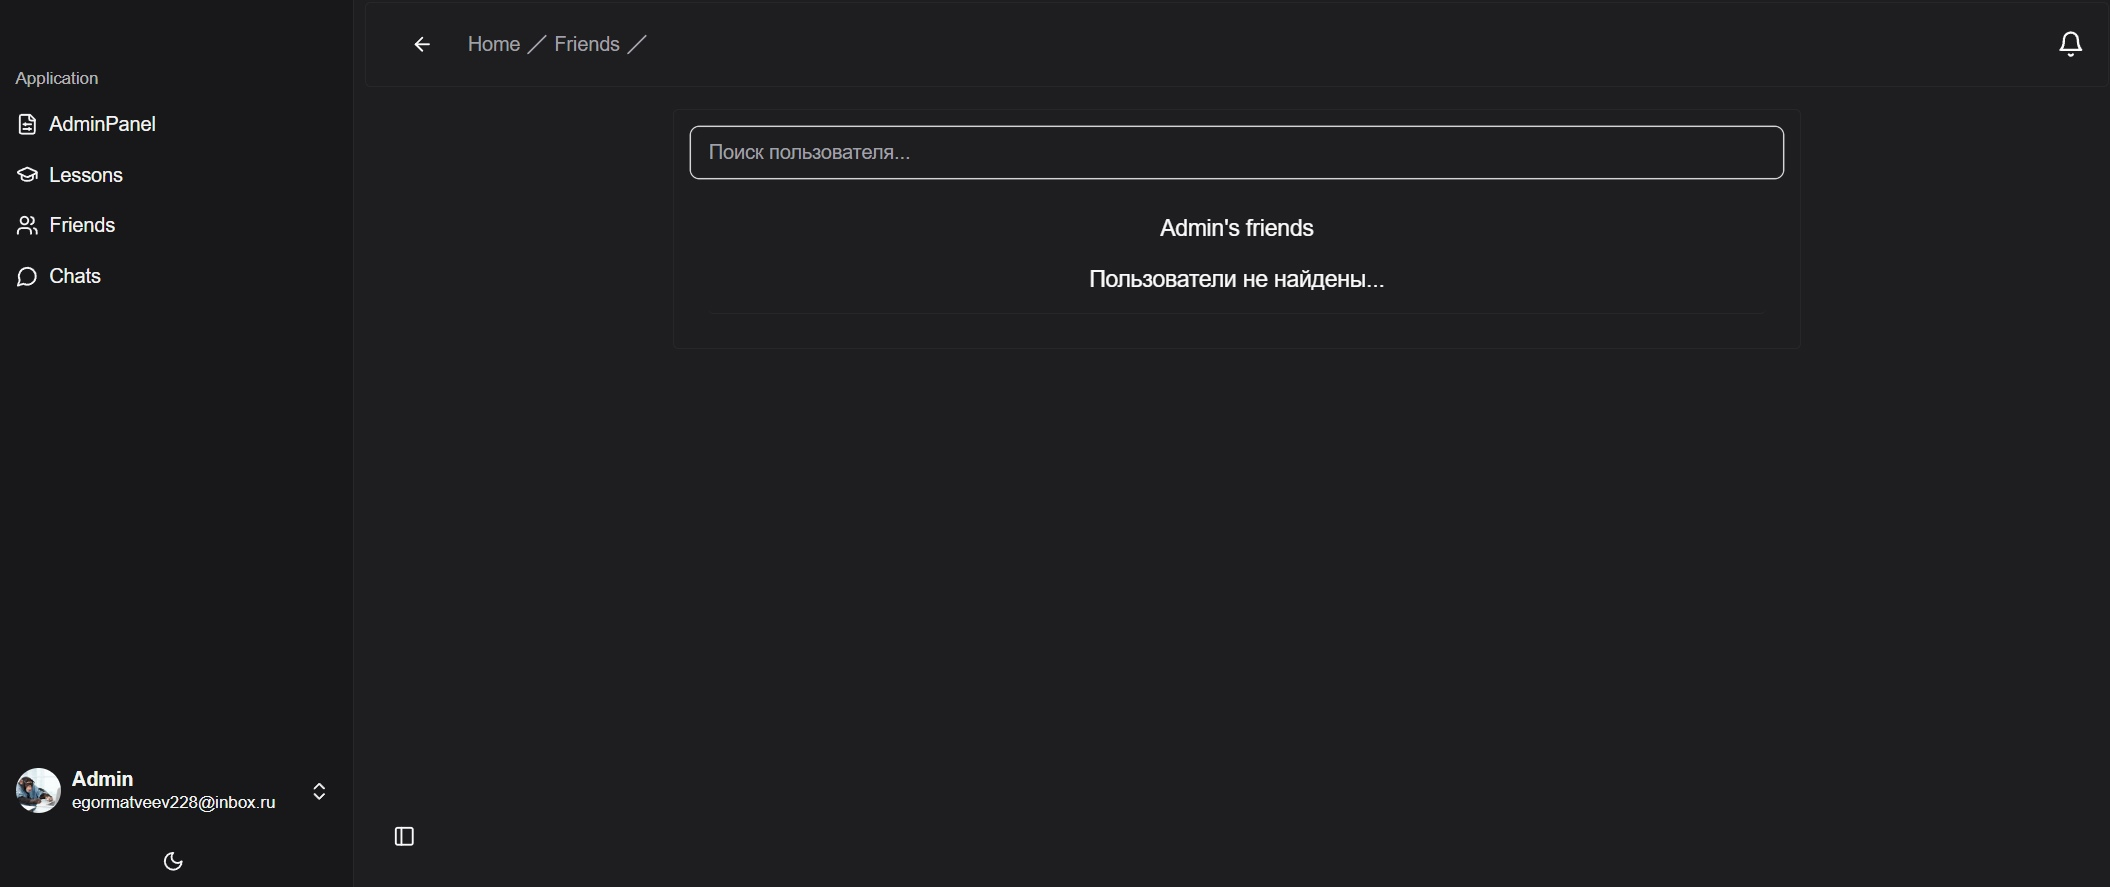 Application
AdminPanel
Lessons
Friends
Chats
Admin
egormatveev228@inbox.ru
Home / Friends /
Поиск пользователя...
Admin's friends
Пользователи не найдены...